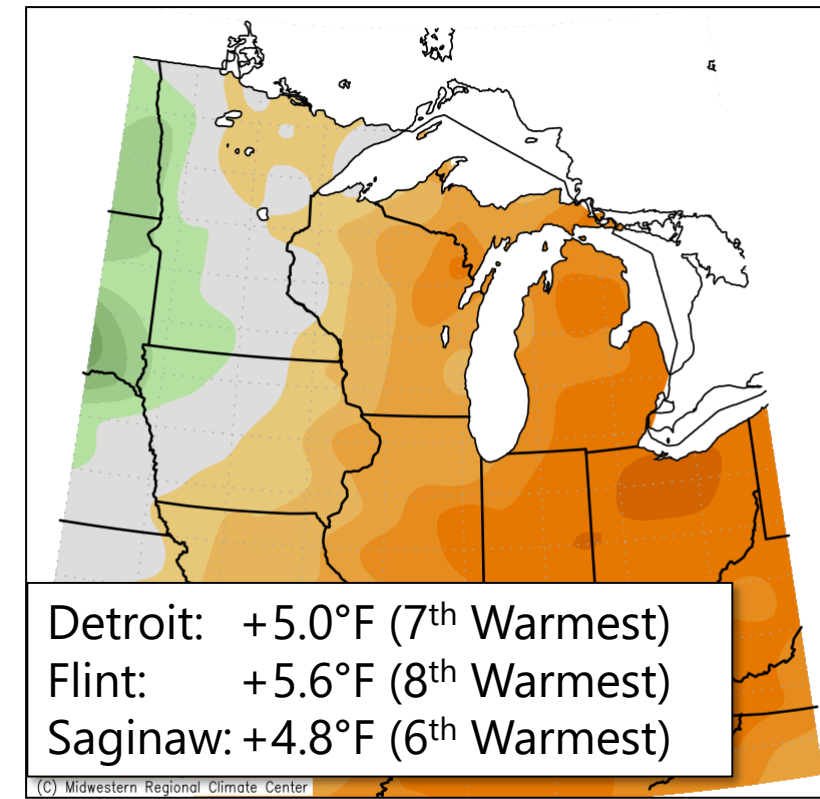 Detroit: +5.0°F (7th Warmest)
Flint: +5.6°F (8th Warmest)
Saginaw: +4.8°F (6th Warmest)
(C) Midwestern Regional Climate Center